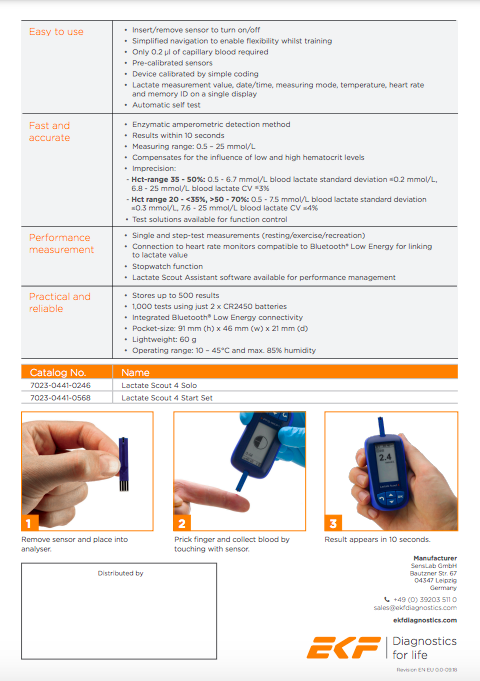 Easy to use
• Insert/remove sensor to turn on/off
• Simplified navigation to enable flexibility whilst training
• Only 0.2 µl of capillary blood required
• Pre-calibrated sensors
• Device calibrated by simple coding
• Lactate measurement value, date/time, measuring mode, temperature, heart rate
and memory ID on a single display
• Automatic self test
Fast and
accurate
• Enzymatic amperometric detection method
• Results within 10 seconds
• Measuring range: 0.5 – 25 mmol/L
• Compensates for the influence of low and high hematocrit levels
• Imprecision:
- Hct-range 35 - 50%: 0.5 - 6.7 mmol/L blood lactate standard deviation =0.2 mmol/L,
6.8 - 25 mmol/L blood lactate CV =3%
- Hct range 20 - <35%, >50 - 70%: 0.5 - 7.5 mmol/L blood lactate standard deviation
=0.3 mmol/L, 7.6 - 25 mmol/L blood lactate CV =4%
• Test solutions available for function control
Performance
measurement
• Single and step-test measurements (resting/exercise/recreation)
• Connection to heart rate monitors compatible to Bluetooth® Low Energy for linking
to lactate value
• Stopwatch function
• Lactate Scout Assistant software available for performance management
Practical and
reliable
• Stores up to 500 results
• 1,000 tests using just 2 x CR2450 batteries
• Integrated Bluetooth® Low Energy connectivity
• Pocket-size: 91 mm (h) x 46 mm (w) x 21 mm (d)
• Lightweight: 60 g
• Operating range: 10 – 45°C and max. 85% humidity
Catalog No. Name
7023-0441-0246 Lactate Scout 4 Solo
7023-0441-0568 Lactate Scout 4 Start Set
2.4
1
2
3
Remove sensor and place into
analyser.
Prick finger and collect blood by
touching with sensor.
Result appears in 10 seconds.
Distributed by
Manufacturer
SensLab GmbH
Bautzner Str. 67
04347 Leipzig
Germany
+49 (0) 39203 511 0
sales@ekfdiagnostics.com
ekfdiagnostics.com
EKF Diagnostics
for life
Revision EN EU 0.0-09.16